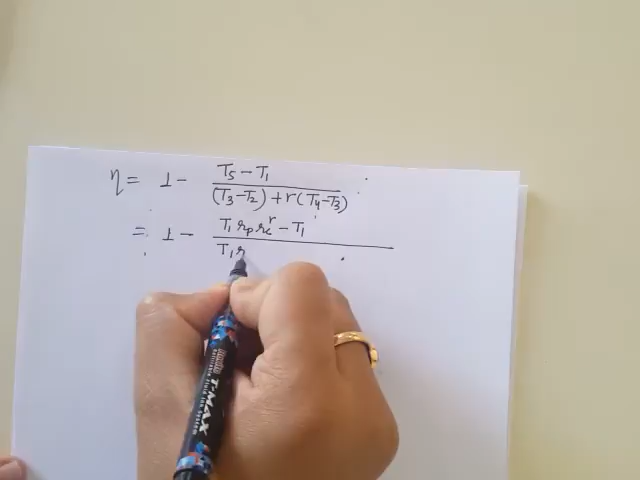 η = 1 - (T5 - T1) / ((T3 - T2) + r(T4 - T3))
= 1 - (T1 rp rc^r - T1) / (T1 r
T-MAX